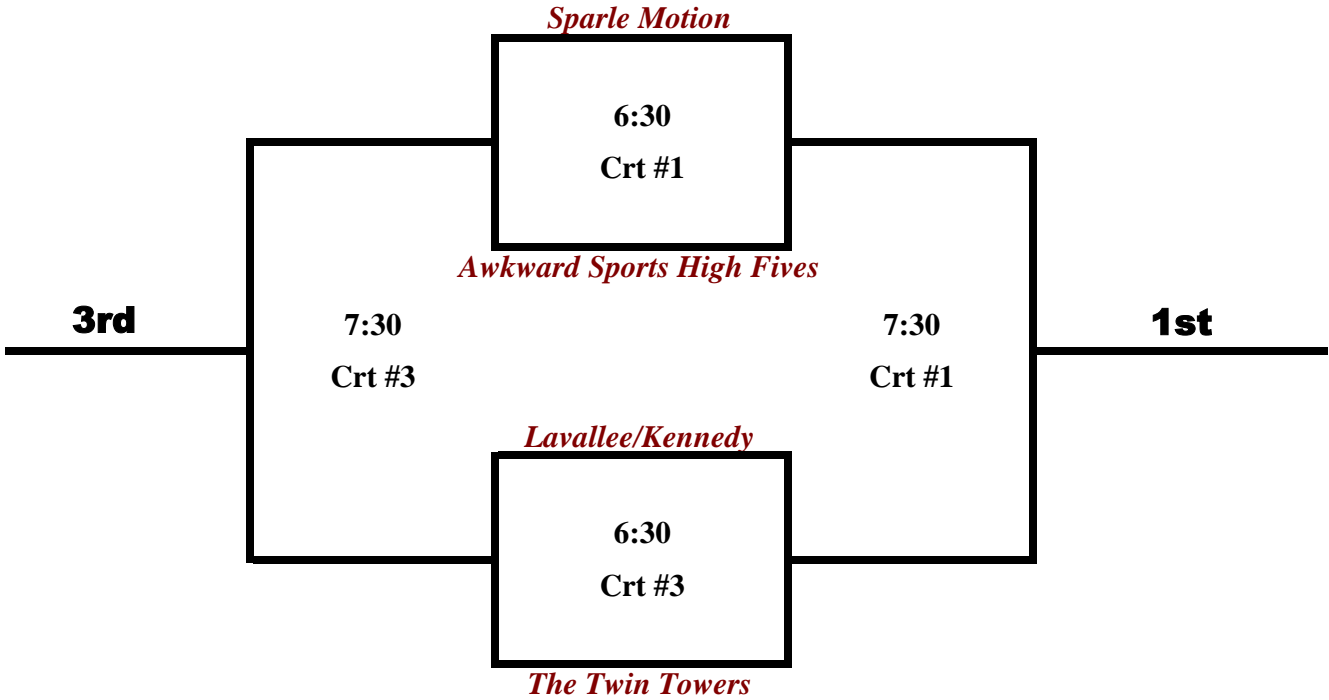 Sparle Motion
6:30
Crt #1
Awkward Sports High Fives
3rd
7:30
Crt #3
7:30
Crt #1
1st
Lavallee/Kennedy
6:30
Crt #3
The Twin Towers